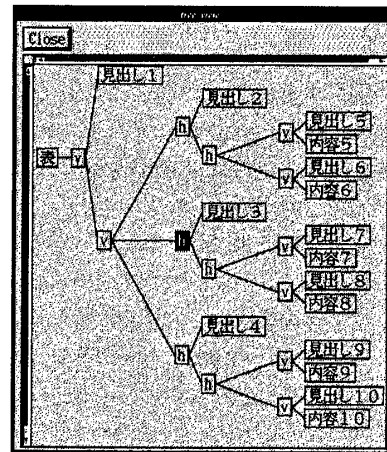 tree view
Close
見出し1
見出し2
h
見出し5
v
h
内容5
表
v
見出し6
v
内容6
見出し3
v
h
見出し7
v
h
内容7
見出し8
v
内容8
見出し4
h
見出し9
v
h
内容9
見出し10
v
内容10